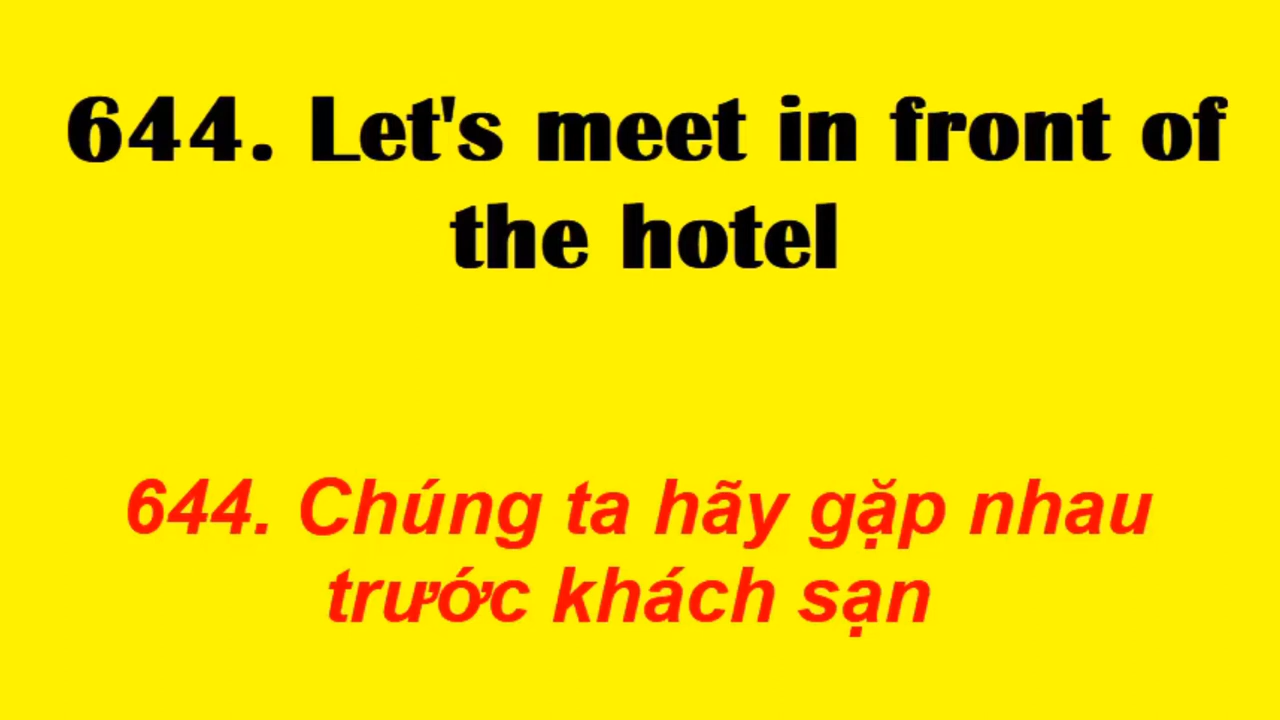 644. Let's meet in front of
the hotel
644. Chúng ta hãy gặp nhau
trước khách sạn